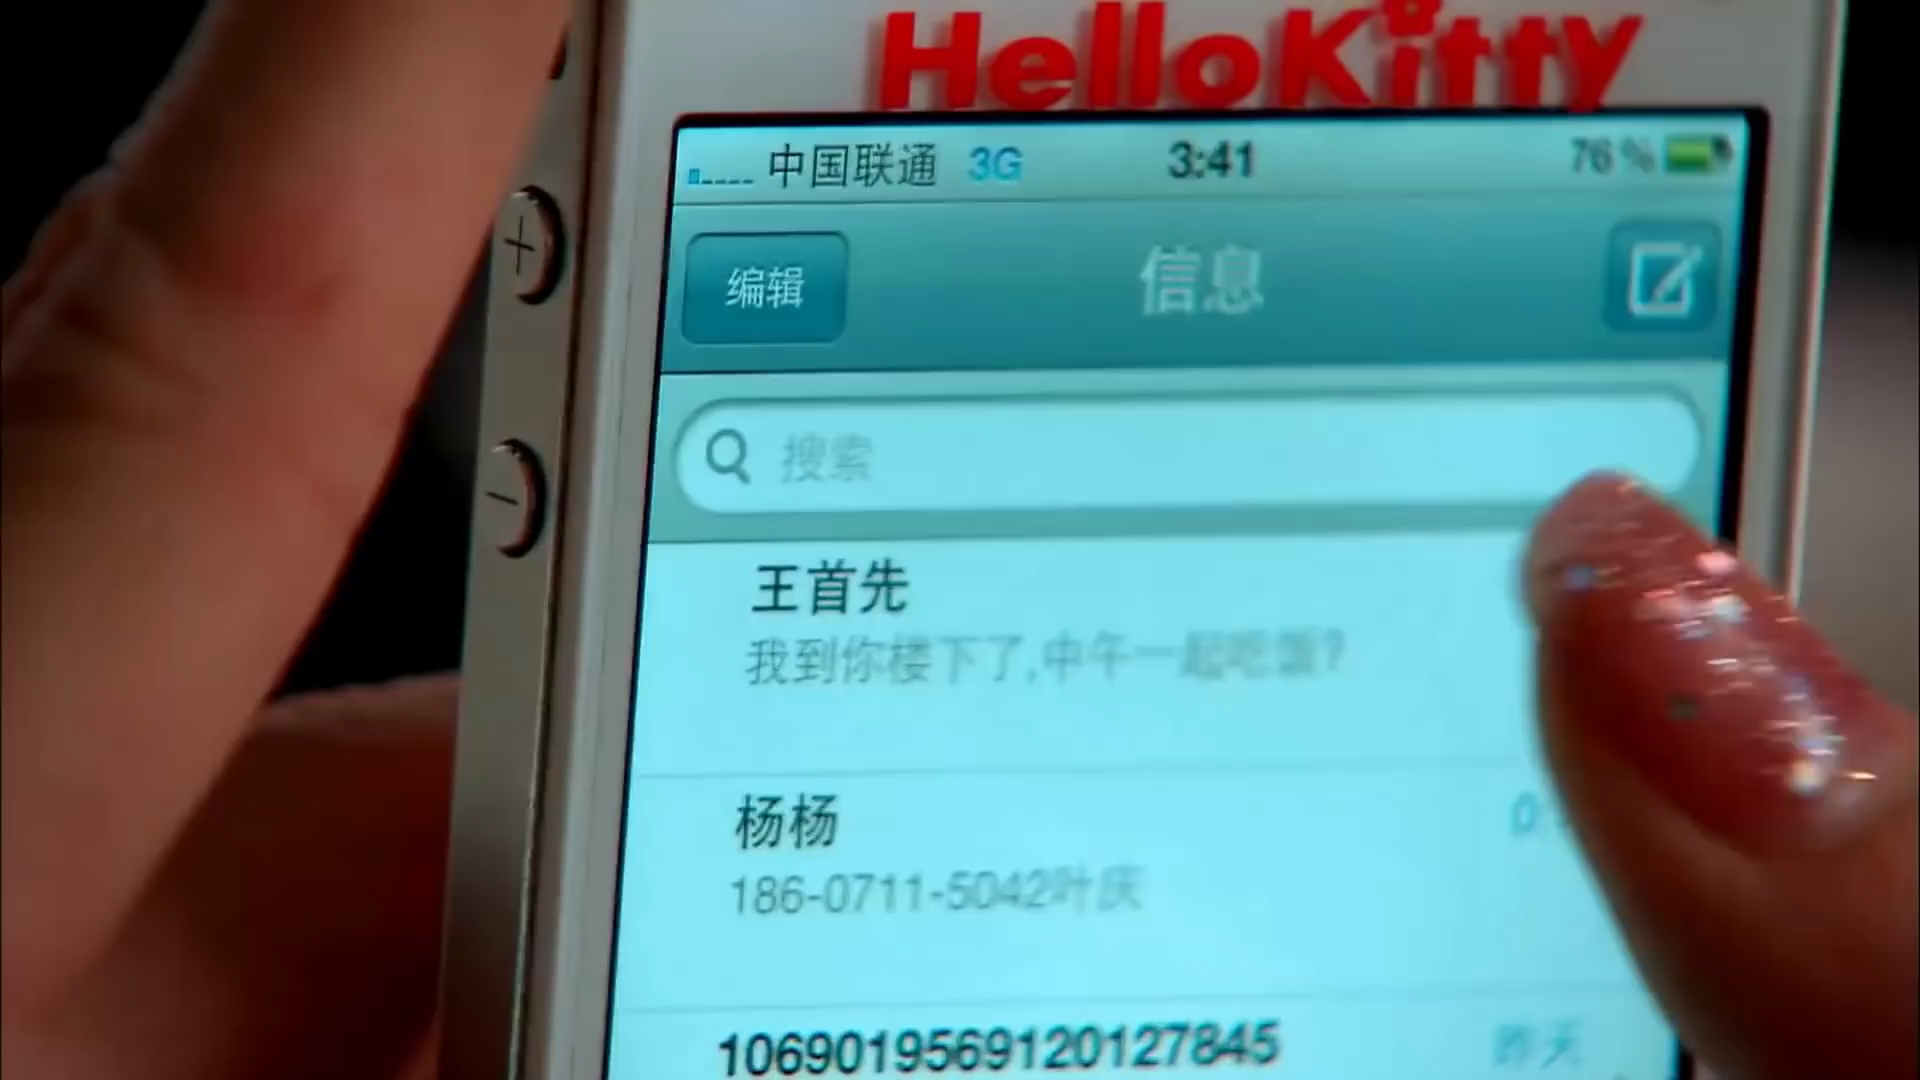 HelloKitty
中国联通 3G 3:41 76%
编辑 信息
搜索
王首先
我到你楼下了,中午一起吃饭?
杨杨
186-0711-5042叶庆
1069019569120127845 昨天